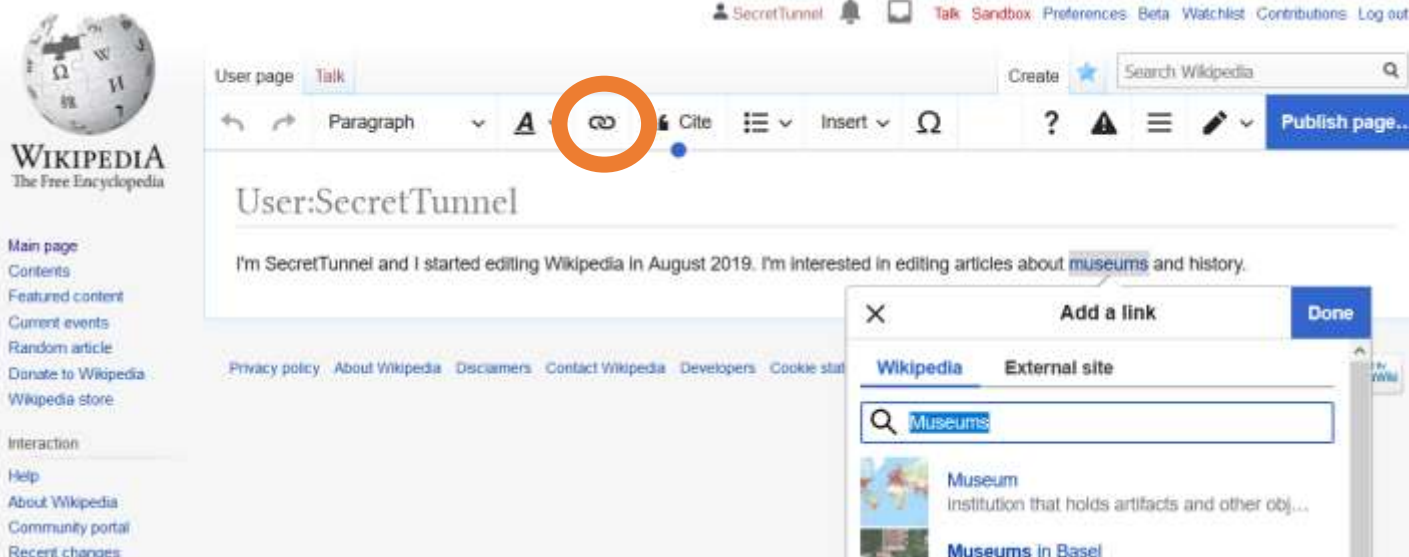 SecretTunnel Talk Sandbox Preferences Beta Watchlist Contributions Log out
User page Talk Create Search Wikipedia
Paragraph A Cite Insert Ω ? Publish page...
WIKIPEDIA
The Free Encyclopedia
User:SecretTunnel
Main page
Contents
Featured content
Current events
Random article
Donate to Wikipedia
Wikipedia store
Interaction
Help
About Wikipedia
Community portal
Recent changes
I'm SecretTunnel and I started editing Wikipedia in August 2019. I'm interested in editing articles about museums and history.
Add a link Done
Privacy policy About Wikipedia Disclaimers Contact Wikipedia Developers Cookie stat
Wikipedia External site
Museums
Museum
institution that holds artifacts and other obj...
Museums in Basel